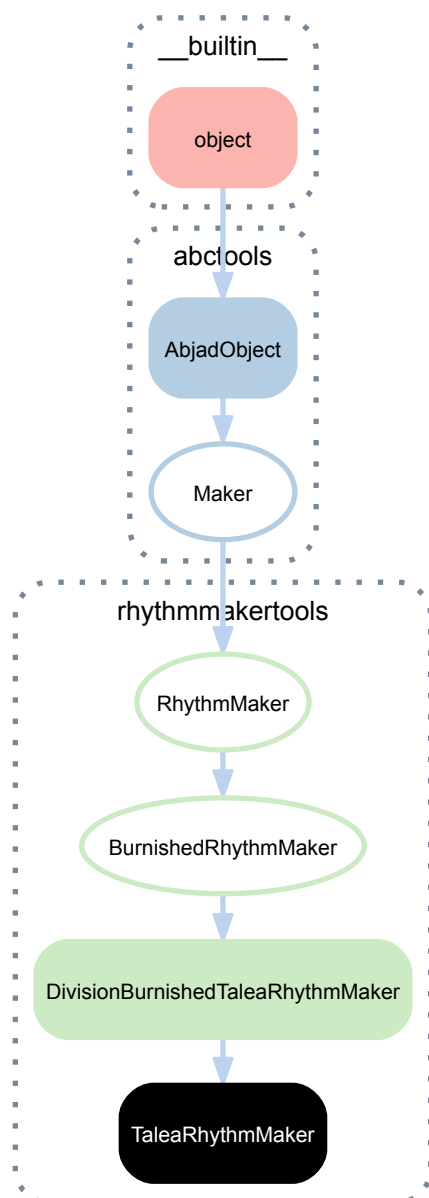 __builtin__
object
abctools
AbjadObject
Maker
rhythmmakertools
RhythmMaker
BurnishedRhythmMaker
DivisionBurnishedTaleaRhythmMaker
TaleaRhythmMaker